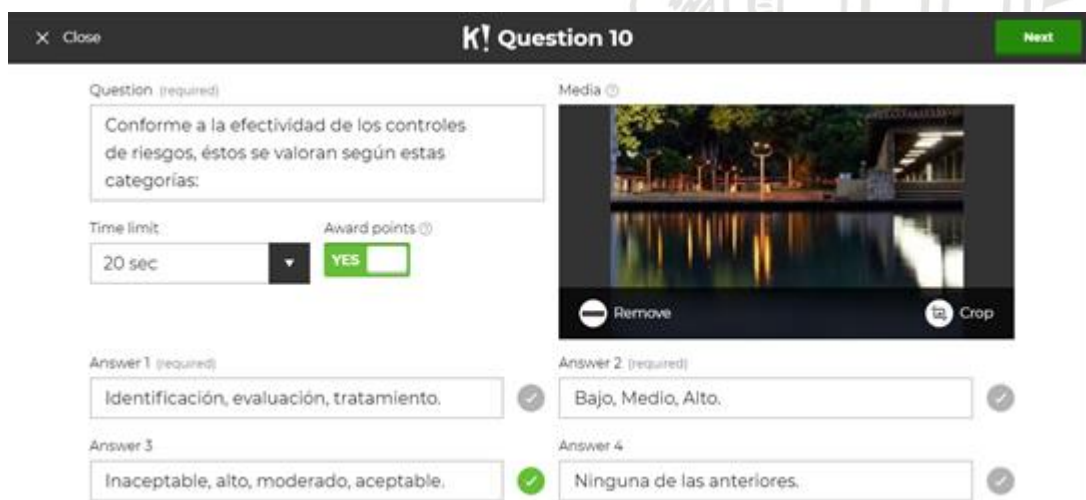 X Close
K! Question 10
Next
Question (required)
Conforme a la efectividad de los controles
de riesgos, éstos se valoran según estas
categorías:
Media
Time limit
20 sec
Award points
YES
Remove
Crop
Answer 1 (required)
Identificación, evaluación, tratamiento.
Answer 2 (required)
Bajo, Medio, Alto.
Answer 3
Inaceptable, alto, moderado, aceptable.
Answer 4
Ninguna de las anteriores.